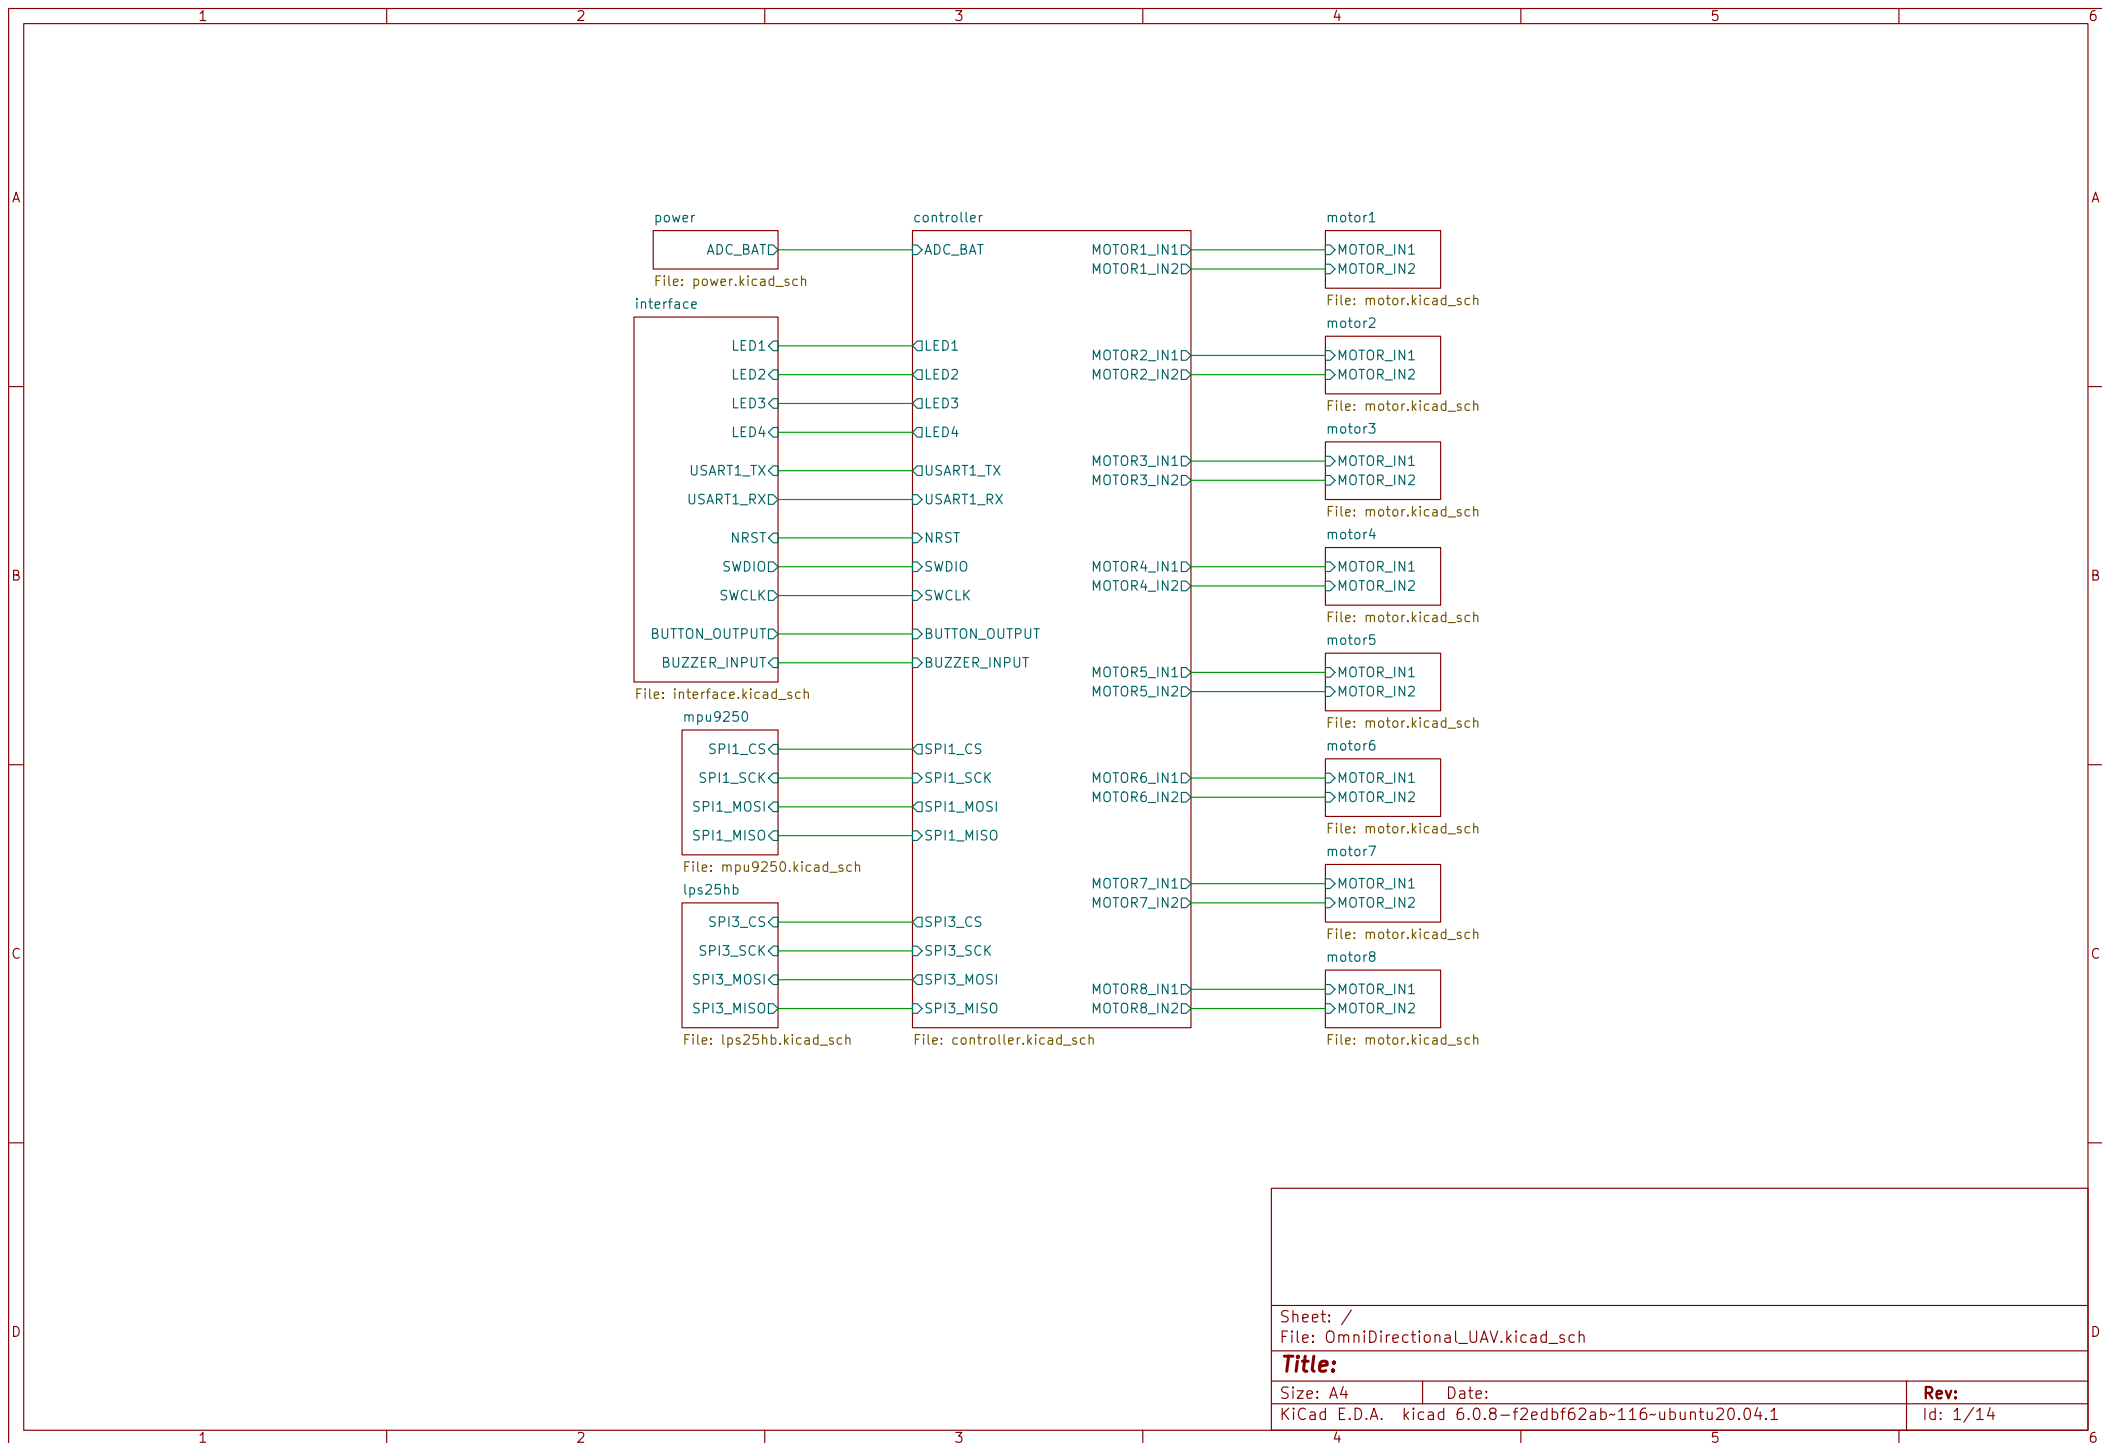 1 2 3 4 5 6
A A
power controller motor1
ADC_BAT ADC_BAT MOTOR1_IN1 MOTOR_IN1
MOTOR1_IN2 MOTOR_IN2
File: power.kicad_sch
File: motor.kicad_sch
interface
motor2
LED1 LED1
MOTOR2_IN1 MOTOR_IN1
LED2 LED2 MOTOR2_IN2 MOTOR_IN2
LED3 LED3
File: motor.kicad_sch
motor3
LED4 LED4
MOTOR3_IN1 MOTOR_IN1
USART1_TX USART1_TX
MOTOR3_IN2 MOTOR_IN2
USART1_RX USART1_RX
File: motor.kicad_sch
motor4
NRST NRST
SWDIO SWDIO MOTOR4_IN1 MOTOR_IN1
B B
MOTOR4_IN2 MOTOR_IN2
SWCLK SWCLK
File: motor.kicad_sch
BUTTON_OUTPUT BUTTON_OUTPUT
motor5
BUZZER_INPUT BUZZER_INPUT
MOTOR5_IN1 MOTOR_IN1
MOTOR5_IN2 MOTOR_IN2
File: interface.kicad_sch
mpu9250
File: motor.kicad_sch
motor6
SPI1_CS SPI1_CS
SPI1_SCK SPI1_SCK MOTOR6_IN1 MOTOR_IN1
MOTOR6_IN2 MOTOR_IN2
SPI1_MOSI SPI1_MOSI
File: motor.kicad_sch
SPI1_MISO SPI1_MISO
motor7
File: mpu9250.kicad_sch
lps25hb
MOTOR7_IN1 MOTOR_IN1
MOTOR7_IN2 MOTOR_IN2
SPI3_CS SPI3_CS
File: motor.kicad_sch
SPI3_SCK SPI3_SCK
C C
motor8
SPI3_MOSI SPI3_MOSI
MOTOR8_IN1 MOTOR_IN1
SPI3_MISO SPI3_MISO MOTOR8_IN2 MOTOR_IN2
File: lps25hb.kicad_sch File: controller.kicad_sch File: motor.kicad_sch
Sheet: /
D D
File: OmniDirectional_UAV.kicad_sch
Title:
Size: A4 Date: Rev:
KiCad E.D.A. kicad 6.0.8-f2edbf62ab~116~ubuntu20.04.1 Id: 1/14
1 2 3 4 5 6